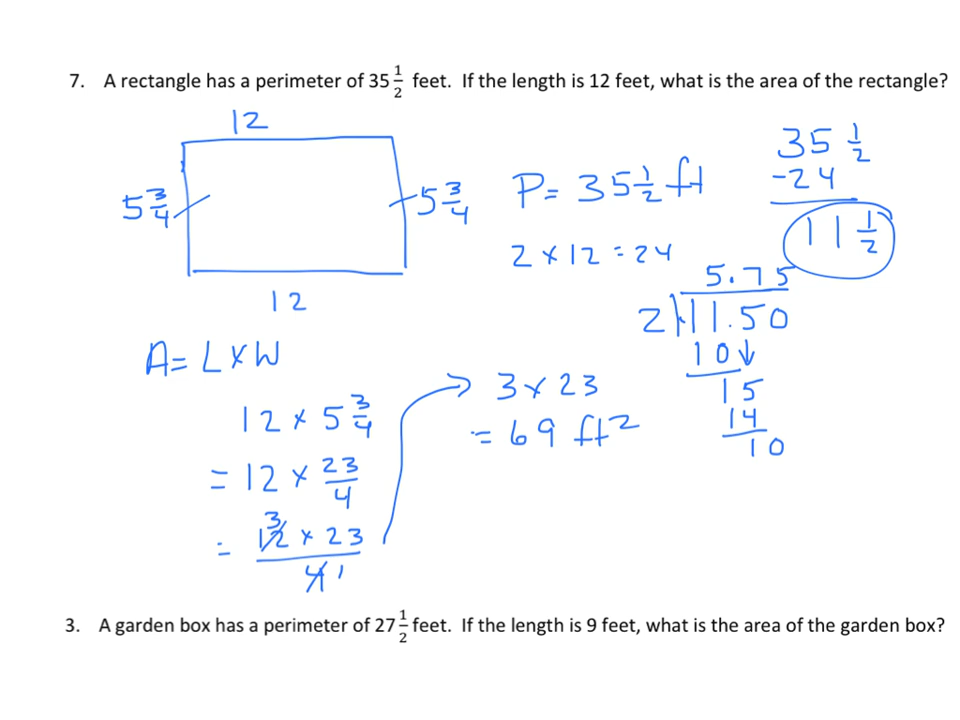 7. A rectangle has a perimeter of 35 1/2 feet. If the length is 12 feet, what is the area of the rectangle?
12
5 3/4
5 3/4
12
P = 35 1/2 ft
2 × 12 = 24
35 1/2
-24
11 1/2
5.75
2)11.50
10↓
15
14
10
A = L × W
12 × 5 3/4
= 12 × 23/4
= 12 3 × 23
4 1
→ 3 × 23
= 69 ft²
3. A garden box has a perimeter of 27 1/2 feet. If the length is 9 feet, what is the area of the garden box?